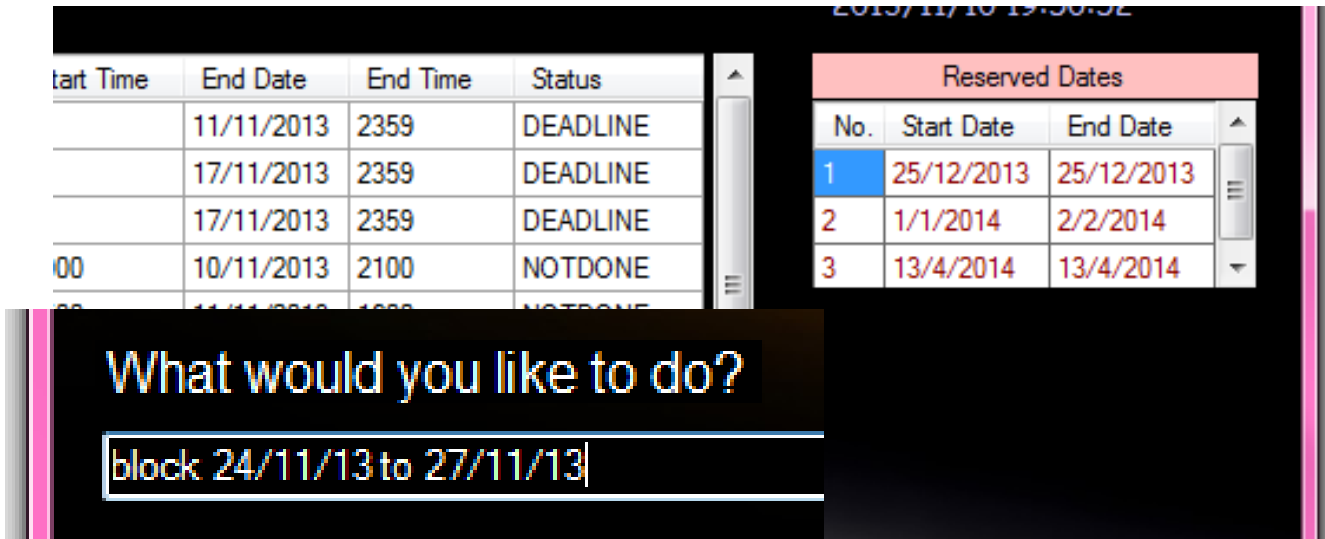 Reserved Dates
tart Time End Date End Time Status
No. Start Date End Date
11/11/2013 2359 DEADLINE
1 25/12/2013 25/12/2013
17/11/2013 2359 DEADLINE
2 1/1/2014 2/2/2014
17/11/2013 2359 DEADLINE
3 13/4/2014 13/4/2014
00 10/11/2013 2100 NOTDONE
What would you like to do?
block 24/11/13 to 27/11/13